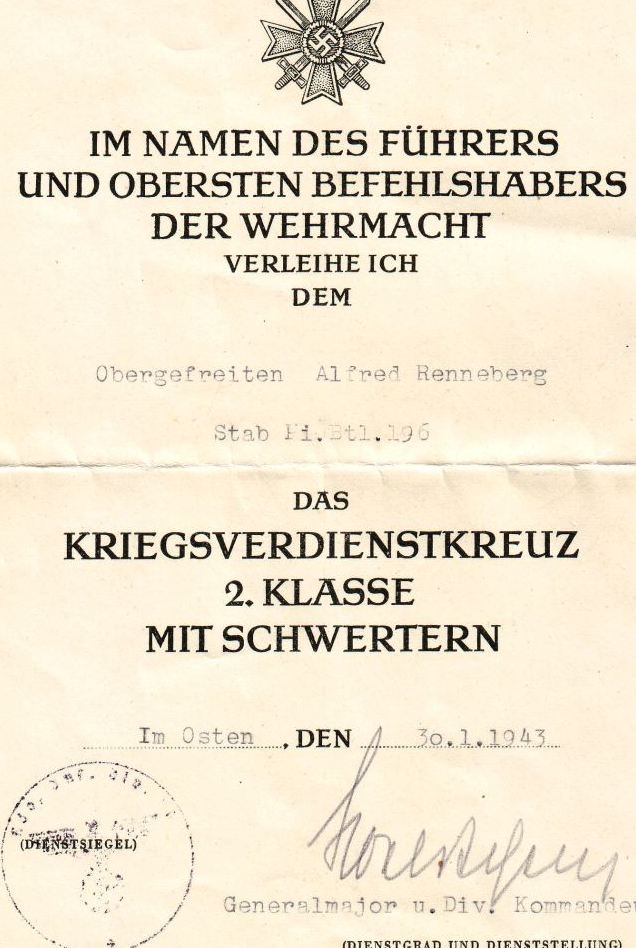 IM NAMEN DES FÜHRERS
UND OBERSTEN BEFEHLSHABERS
DER WEHRMACHT
VERLEIHE ICH
DEM
Obergefreiten Alfred Renneberg
Stab Pi.Btl.196
DAS
KRIEGSVERDIENSTKREUZ
2. KLASSE
MIT SCHWERTERN
Im Osten , DEN 30.1.1943
(DIENSTSIEGEL)
Generalmajor u. Div. Kommandeu
(DIENSTGRAD UND DIENSTSTELLUNG)